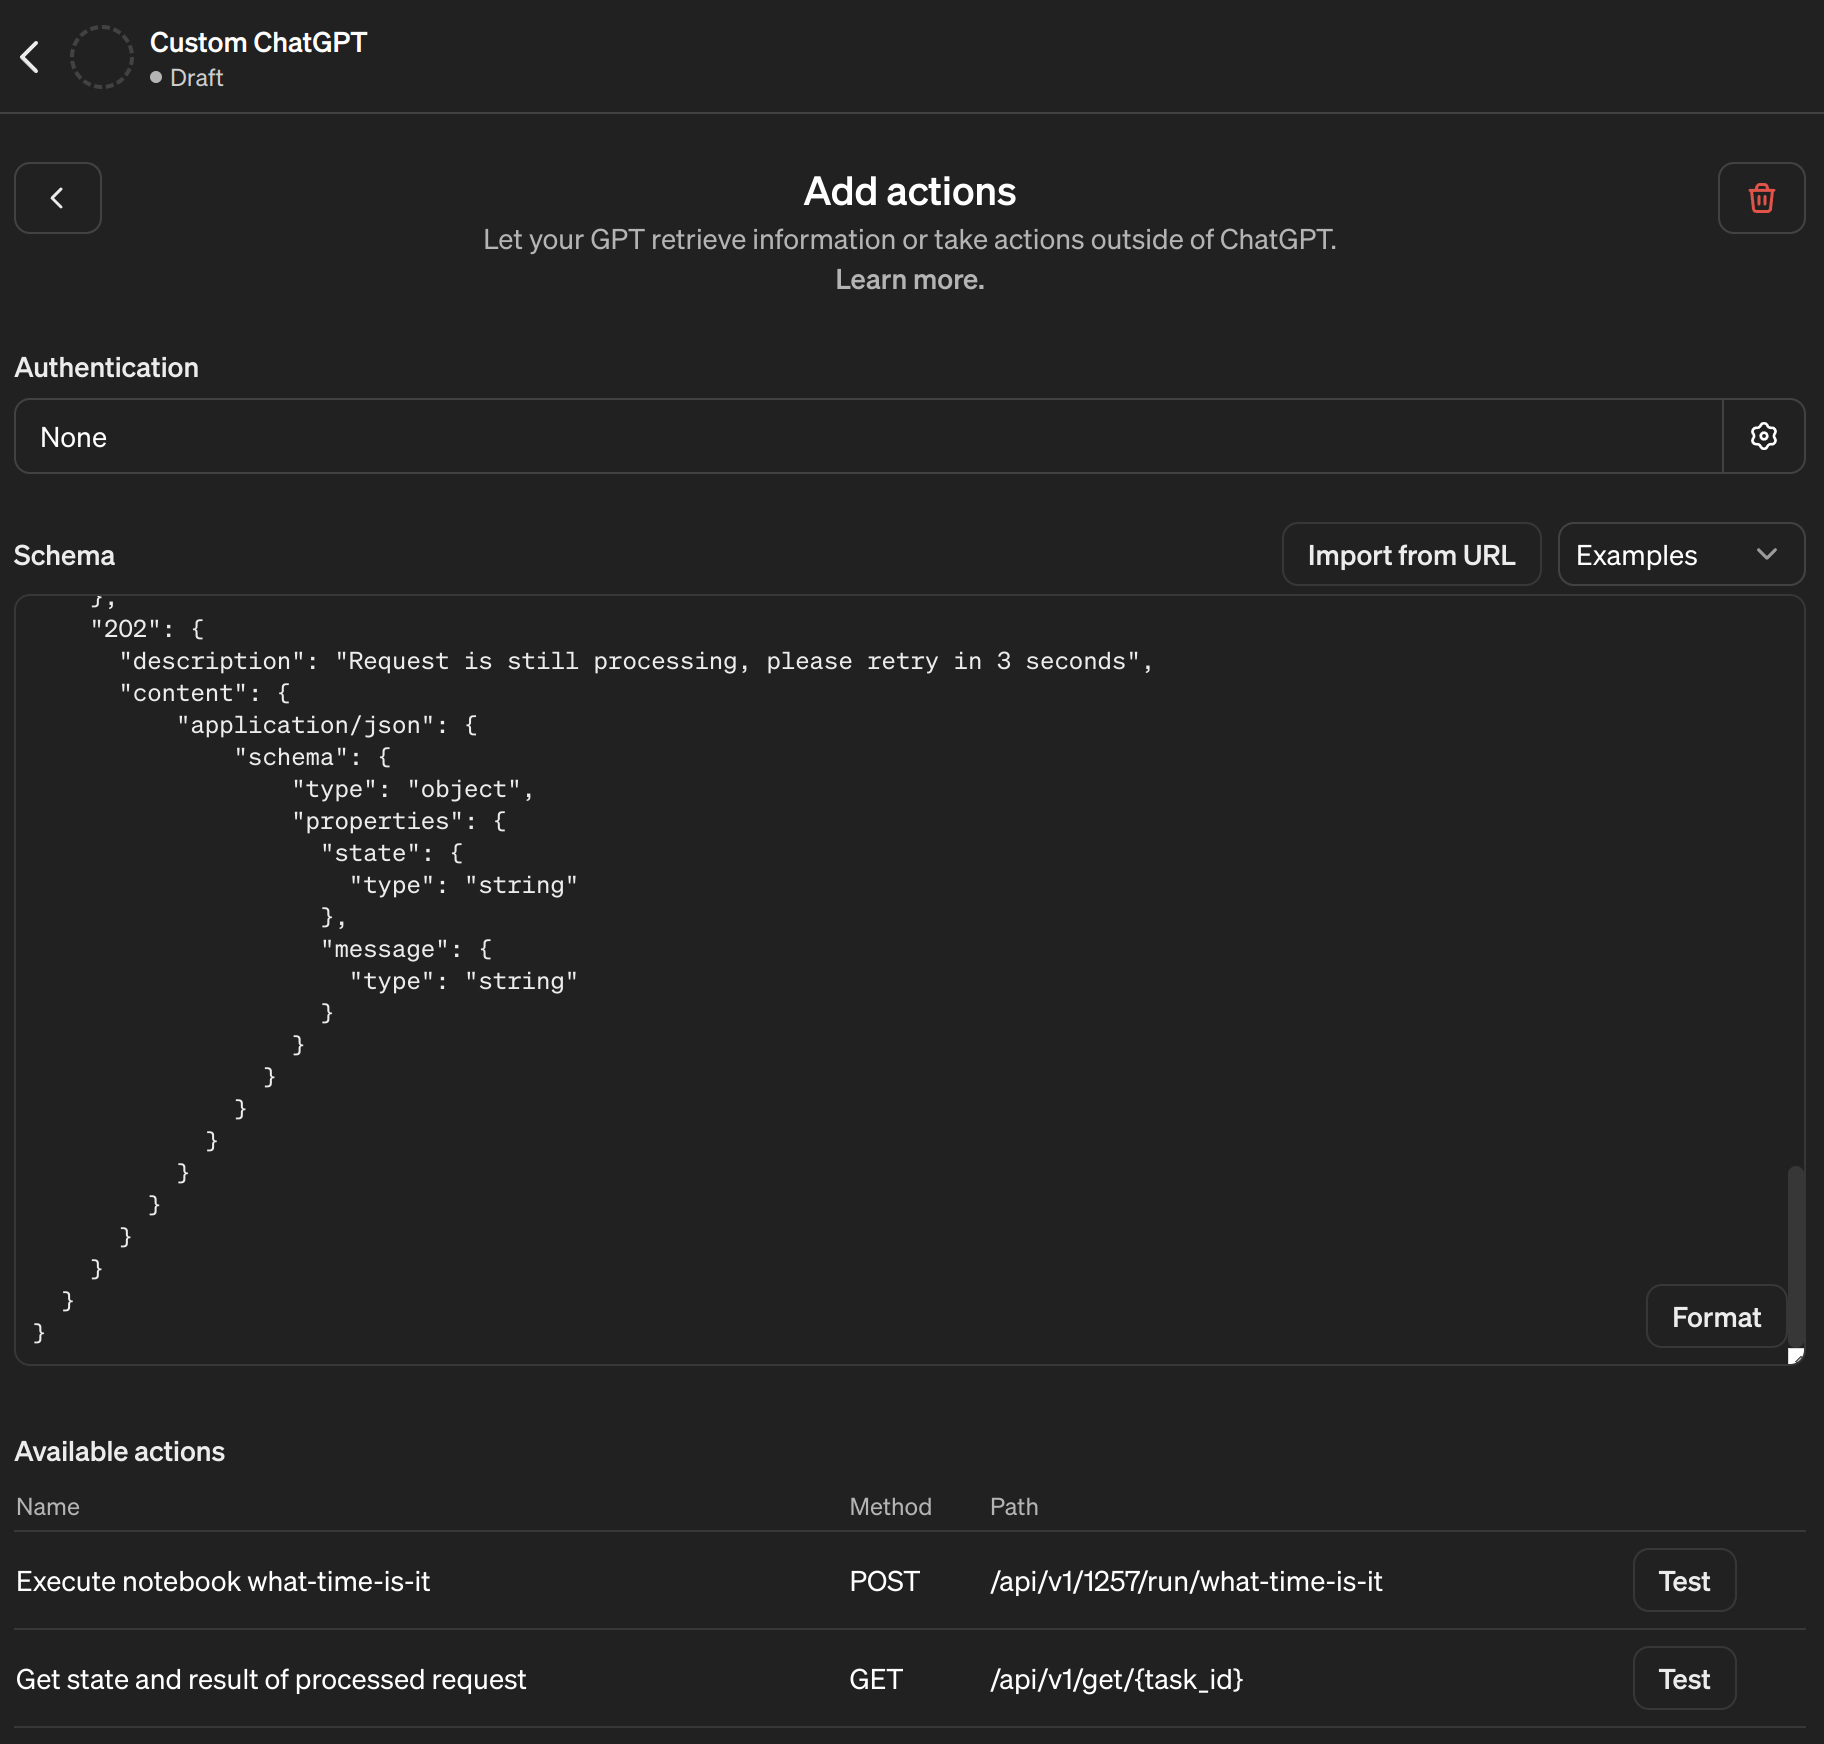 Custom ChatGPT
Draft
Add actions
Let your GPT retrieve information or take actions outside of ChatGPT.
Learn more.
Authentication
None
Schema
Import from URL
Examples
    },
    "202": {
      "description": "Request is still processing, please retry in 3 seconds",
      "content": {
          "application/json": {
              "schema": {
                  "type": "object",
                  "properties": {
                    "state": {
                      "type": "string"
                    },
                    "message": {
                      "type": "string"
                    }
                  }
                }
              }
            }
          }
        }
      }
    }
  }
}
Format
Available actions
Name Method Path
Execute notebook what-time-is-it POST /api/v1/1257/run/what-time-is-it Test
Get state and result of processed request GET /api/v1/get/{task_id} Test